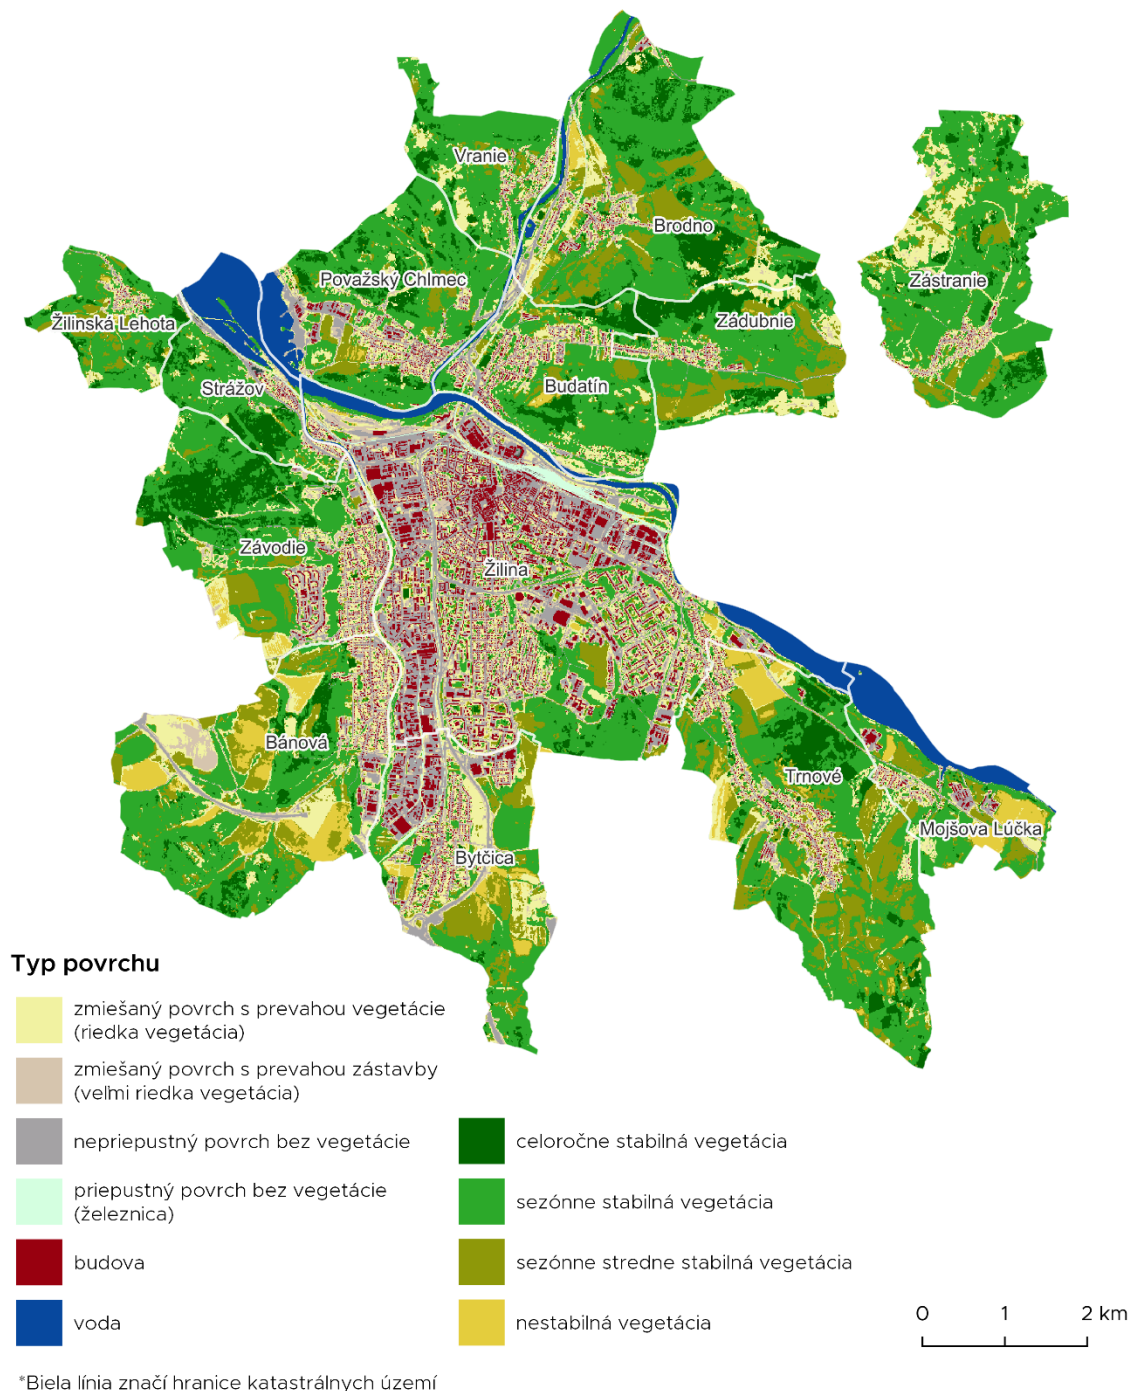 Vranie
Brodno
Považský Chlmec
Zástranie
Žilinská Lehota
Zádubnie
Strážov
Budatín
Závodie
Žilina
Bánová
Trnové
Mojšova Lúčka
Bytčica
Typ povrchu
zmiešaný povrch s prevahou vegetácie
(riedka vegetácia)
zmiešaný povrch s prevahou zástavby
(veľmi riedka vegetácia)
nepriepustný povrch bez vegetácie
priepustný povrch bez vegetácie
(železnica)
budova
voda
celoročne stabilná vegetácia
sezónne stabilná vegetácia
sezónne stredne stabilná vegetácia
nestabilná vegetácia
0 1 2 km
*Biela línia značí hranice katastrálnych území